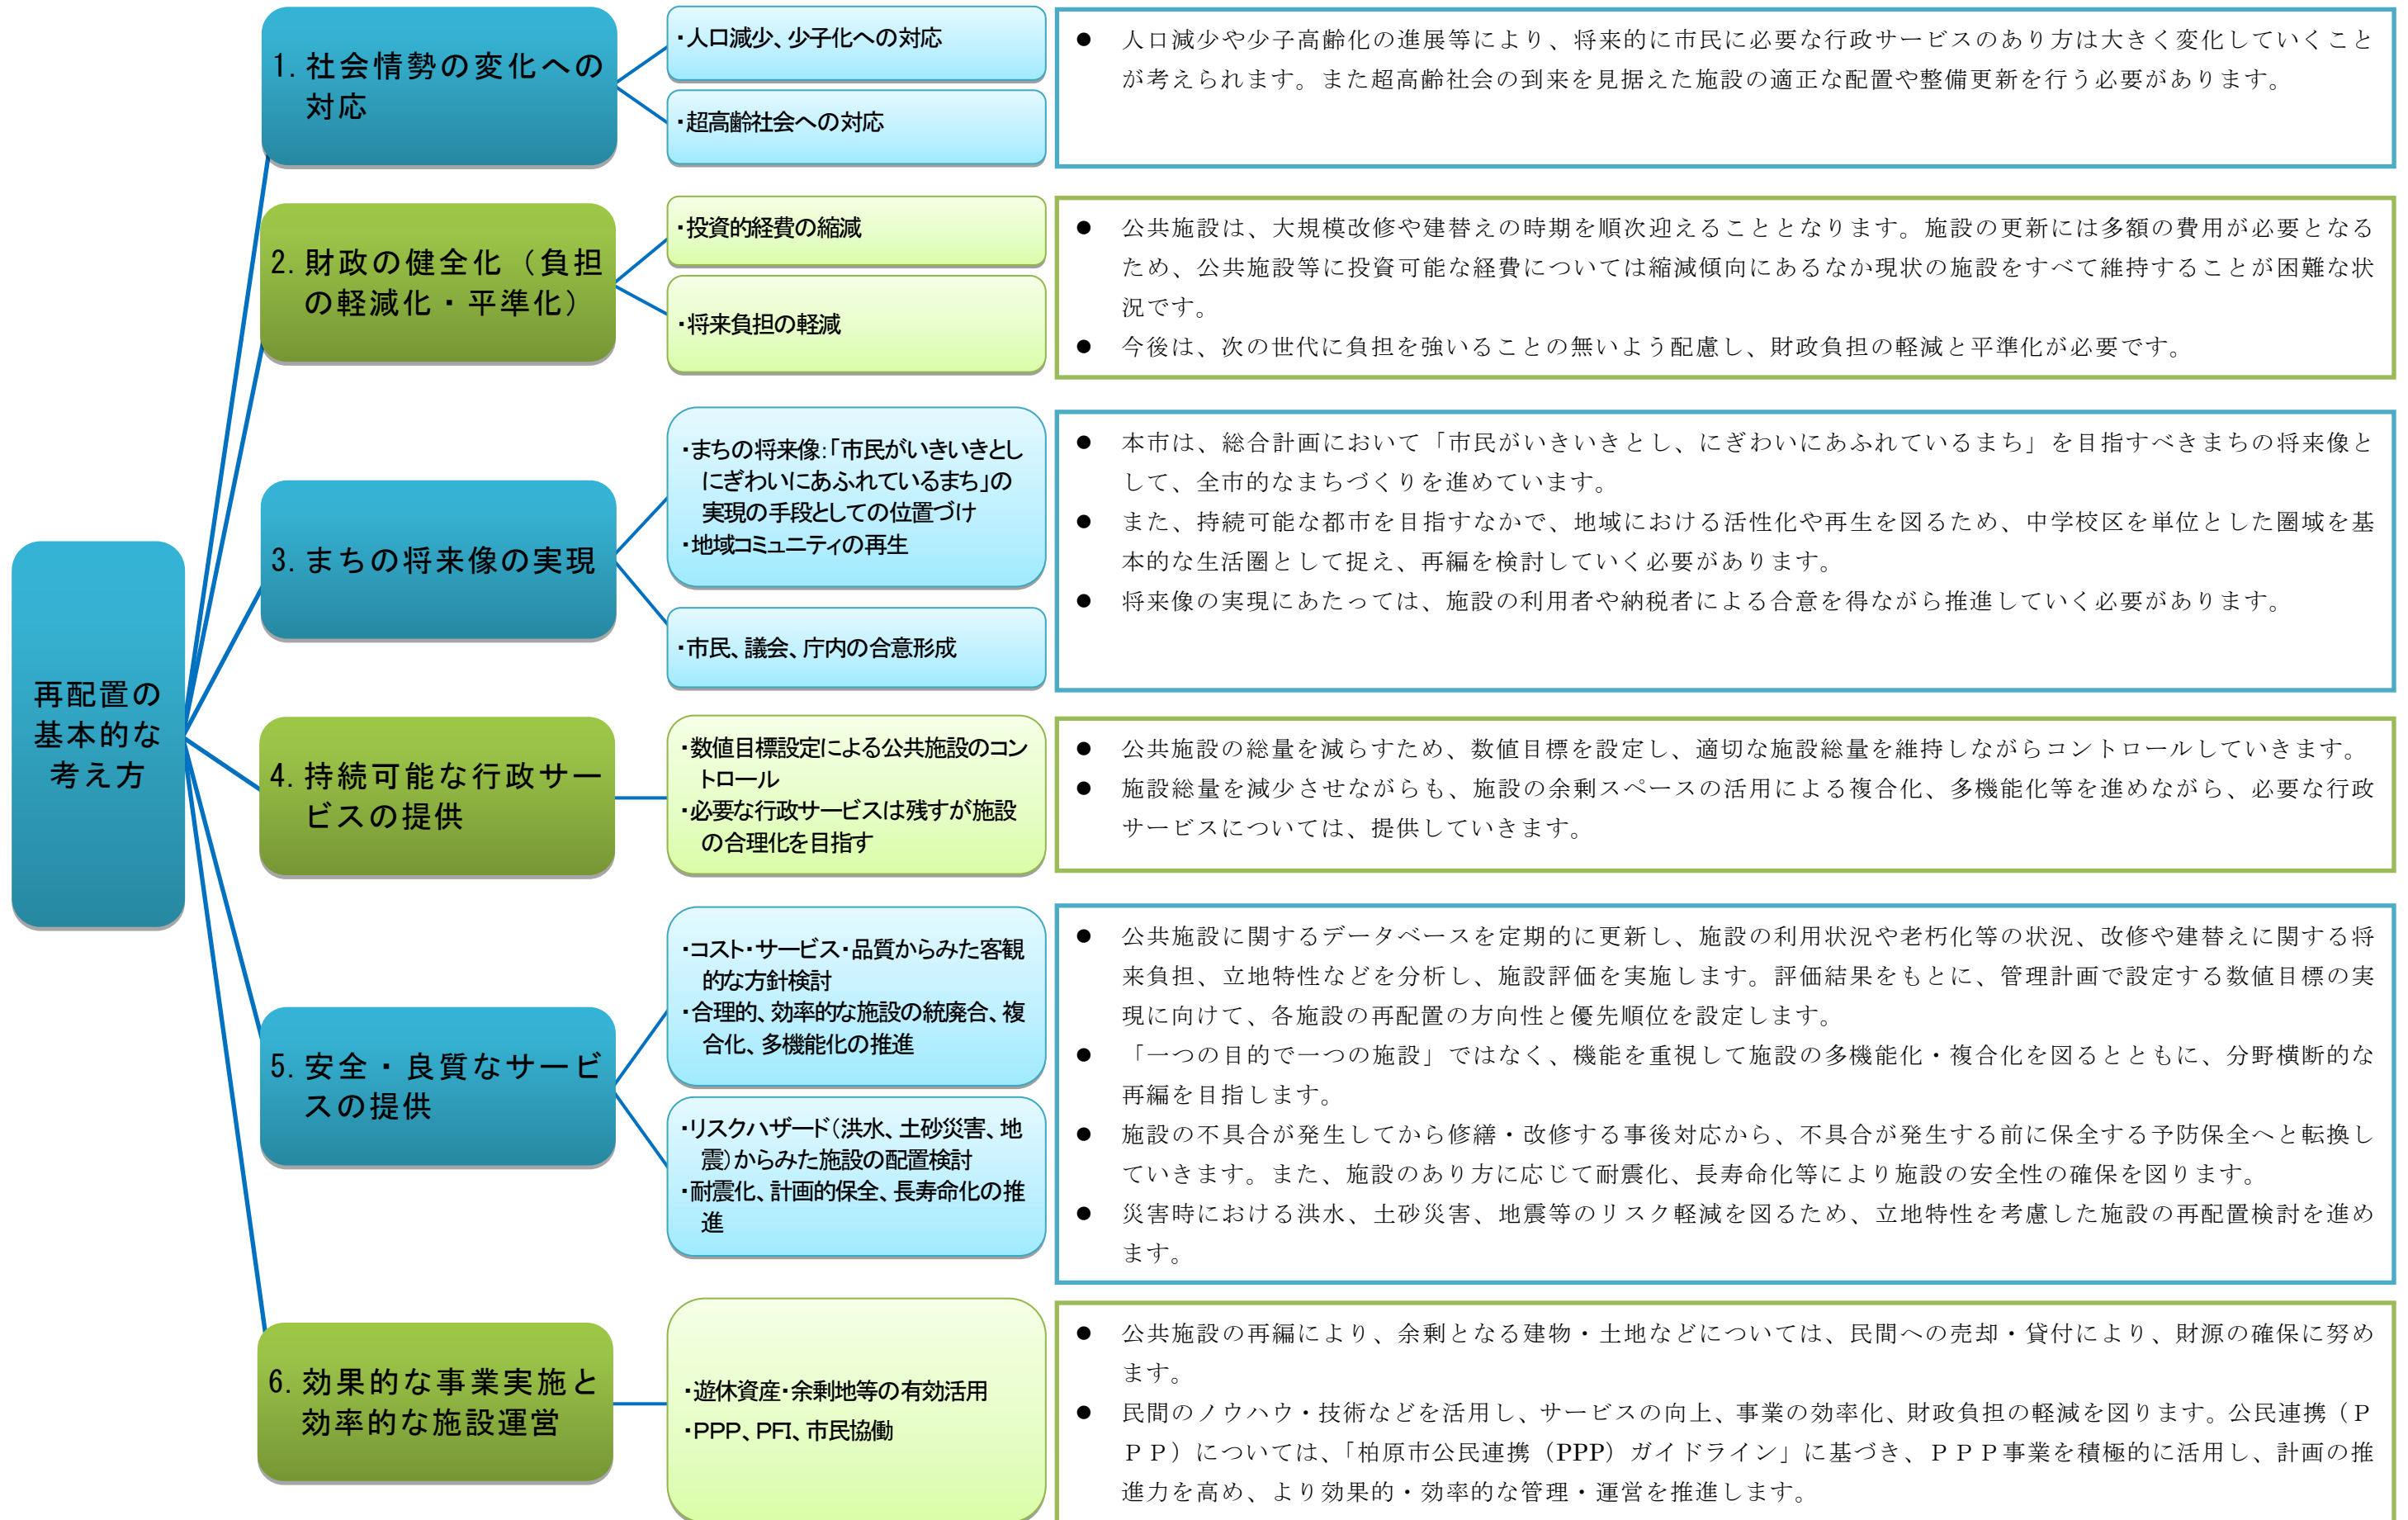 再配置の
基本的な
考え方
1. 社会情勢の変化への
対応
・人口減少、少子化への対応
・超高齢社会への対応
● 人口減少や少子高齢化の進展等により、将来的に市民に必要な行政サービスのあり方は大きく変化していくこと
が考えられます。また超高齢社会の到来を見据えた施設の適正な配置や整備更新を行う必要があります。
2. 財政の健全化（負担
の軽減化・平準化）
・投資的経費の縮減
・将来負担の軽減
● 公共施設は、大規模改修や建替えの時期を順次迎えることとなります。施設の更新には多額の費用が必要となる
ため、公共施設等に投資可能な経費については縮減傾向にあるなか現状の施設をすべて維持することが困難な状
況です。
● 今後は、次の世代に負担を強いることの無いよう配慮し、財政負担の軽減と平準化が必要です。
3. まちの将来像の実現
・まちの将来像：「市民がいきいきとし
にぎわいにあふれているまち」の
実現の手段としての位置づけ
・地域コミュニティの再生
・市民、議会、庁内の合意形成
● 本市は、総合計画において「市民がいきいきとし、にぎわいにあふれているまち」を目指すべきまちの将来像と
して、全市的なまちづくりを進めています。
● また、持続可能な都市を目指すなかで、地域における活性化や再生を図るため、中学校区を単位とした圏域を基
本的な生活圏として捉え、再編を検討していく必要があります。
● 将来像の実現にあたっては、施設の利用者や納税者による合意を得ながら推進していく必要があります。
4. 持続可能な行政サー
ビスの提供
・数値目標設定による公共施設のコン
トロール
・必要な行政サービスは残すが施設
の合理化を目指す
● 公共施設の総量を減らすため、数値目標を設定し、適切な施設総量を維持しながらコントロールしていきます。
● 施設総量を減少させながらも、施設の余剰スペースの活用による複合化、多機能化等を進めながら、必要な行政
サービスについては、提供していきます。
5. 安全・良質なサービ
スの提供
・コスト・サービス・品質からみた客観
的な方針検討
・合理的、効率的な施設の統廃合、複
合化、多機能化の推進
・リスクハザード（洪水、土砂災害、地
震）からみた施設の配置検討
・耐震化、計画的保全、長寿命化の推
進
● 公共施設に関するデータベースを定期的に更新し、施設の利用状況や老朽化等の状況、改修や建替えに関する将
来負担、立地特性などを分析し、施設評価を実施します。評価結果をもとに、管理計画で設定する数値目標の実
現に向けて、各施設の再配置の方向性と優先順位を設定します。
● 「一つの目的で一つの施設」ではなく、機能を重視して施設の多機能化・複合化を図るとともに、分野横断的な
再編を目指します。
● 施設の不具合が発生してから修繕・改修する事後対応から、不具合が発生する前に保全する予防保全へと転換し
ていきます。また、施設のあり方に応じて耐震化、長寿命化等により施設の安全性の確保を図ります。
● 災害時における洪水、土砂災害、地震等のリスク軽減を図るため、立地特性を考慮した施設の再配置検討を進め
ます。
6. 効果的な事業実施と
効率的な施設運営
・遊休資産・余剰地等の有効活用
・PPP、PFI、市民協働
● 公共施設の再編により、余剰となる建物・土地などについては、民間への売却・貸付により、財源の確保に努め
ます。
● 民間のノウハウ・技術などを活用し、サービスの向上、事業の効率化、財政負担の軽減を図ります。公民連携（Ｐ
ＰＰ）については、「柏原市公民連携（PPP）ガイドライン」に基づき、ＰＰＰ事業を積極的に活用し、計画の推
進力を高め、より効果的・効率的な管理・運営を推進します。